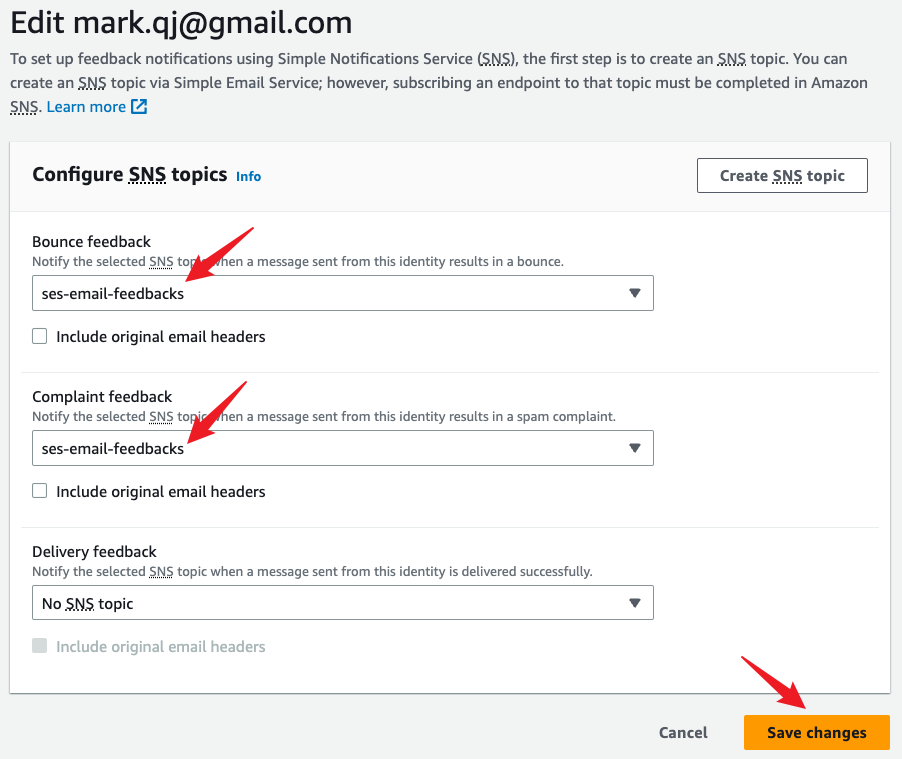 Edit mark.qj@gmail.com
To set up feedback notifications using Simple Notifications Service (SNS), the first step is to create an SNS topic. You can
create an SNS topic via Simple Email Service; however, subscribing an endpoint to that topic must be completed in Amazon
SNS. Learn more
Configure SNS topics Info
Create SNS topic
Bounce feedback
Notify the selected SNS topic when a message sent from this identity results in a bounce.
ses-email-feedbacks
Include original email headers
Complaint feedback
Notify the selected SNS topic when a message sent from this identity results in a spam complaint.
ses-email-feedbacks
Include original email headers
Delivery feedback
Notify the selected SNS topic when a message sent from this identity is delivered successfully.
No SNS topic
Include original email headers
Cancel
Save changes